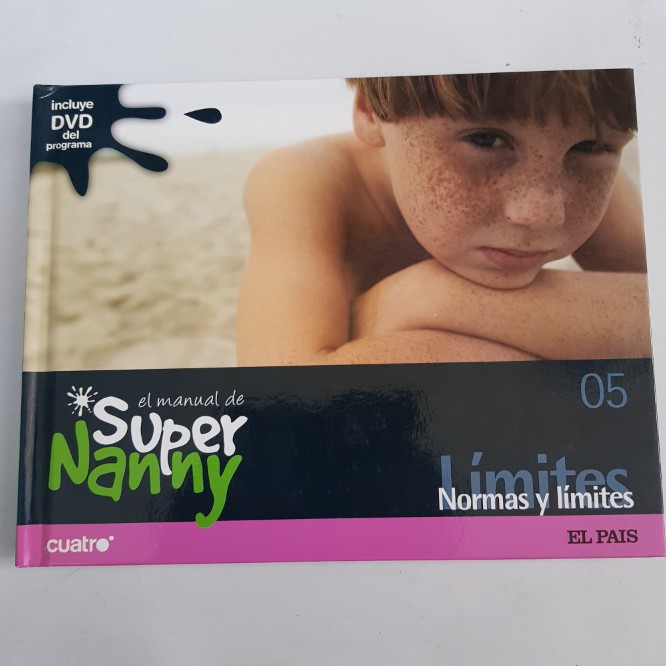 incluye
DVD
del
programa
el manual de
Super
Nanny
05
Límites
Normas y límites
cuatro
EL PAIS